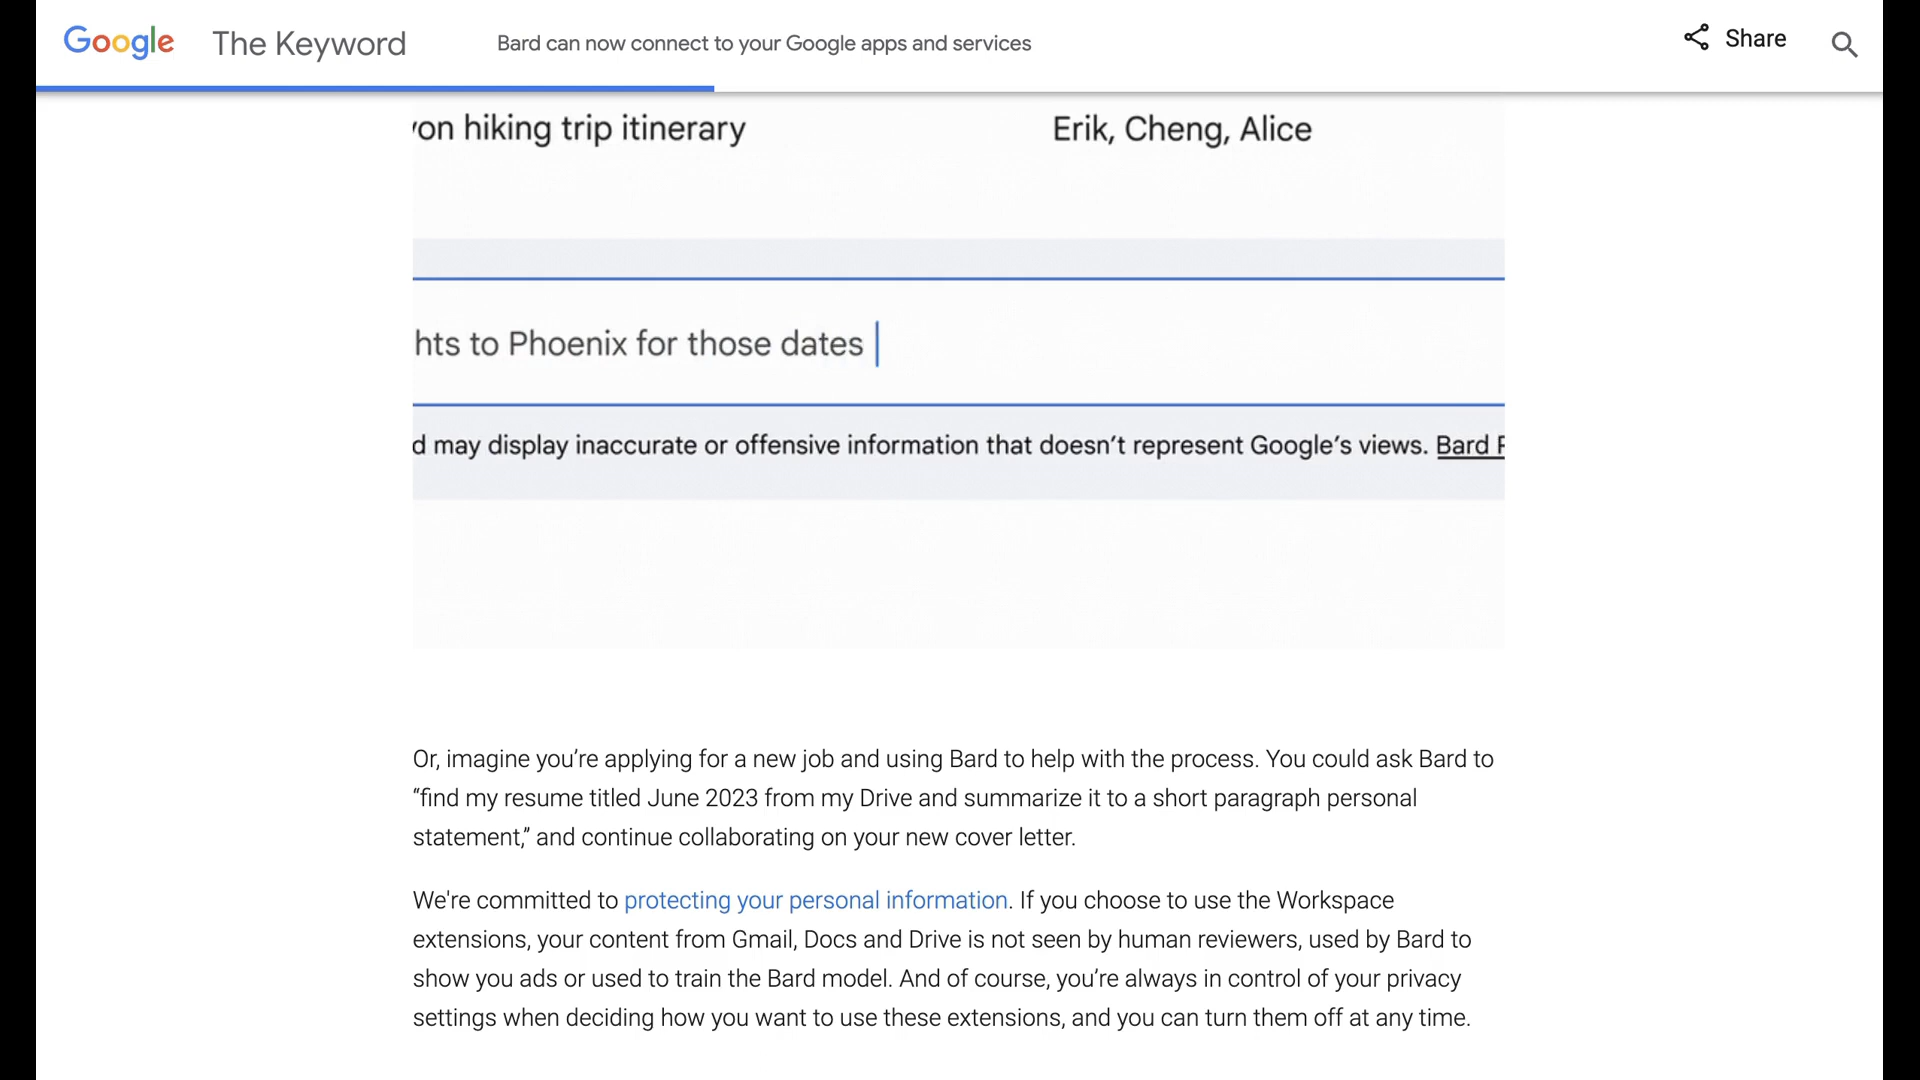 Google The Keyword Bard can now connect to your Google apps and services Share
on hiking trip itinerary Erik, Cheng, Alice
hts to Phoenix for those dates
d may display inaccurate or offensive information that doesn’t represent Google’s views. Bard
Or, imagine you’re applying for a new job and using Bard to help with the process. You could ask Bard to
“find my resume titled June 2023 from my Drive and summarize it to a short paragraph personal
statement,” and continue collaborating on your new cover letter.
We're committed to protecting your personal information. If you choose to use the Workspace
extensions, your content from Gmail, Docs and Drive is not seen by human reviewers, used by Bard to
show you ads or used to train the Bard model. And of course, you’re always in control of your privacy
settings when deciding how you want to use these extensions, and you can turn them off at any time.